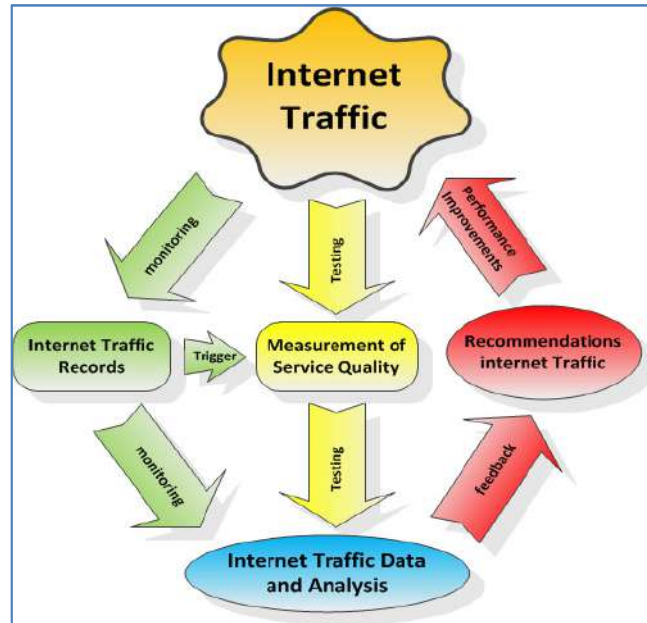 Internet
Traffic
monitoring
Testing
Performance
Improvements
Internet Traffic
Records
Trigger
Measurement of
Service Quality
Recommendations
internet Traffic
monitoring
Testing
feedback
Internet Traffic Data
and Analysis